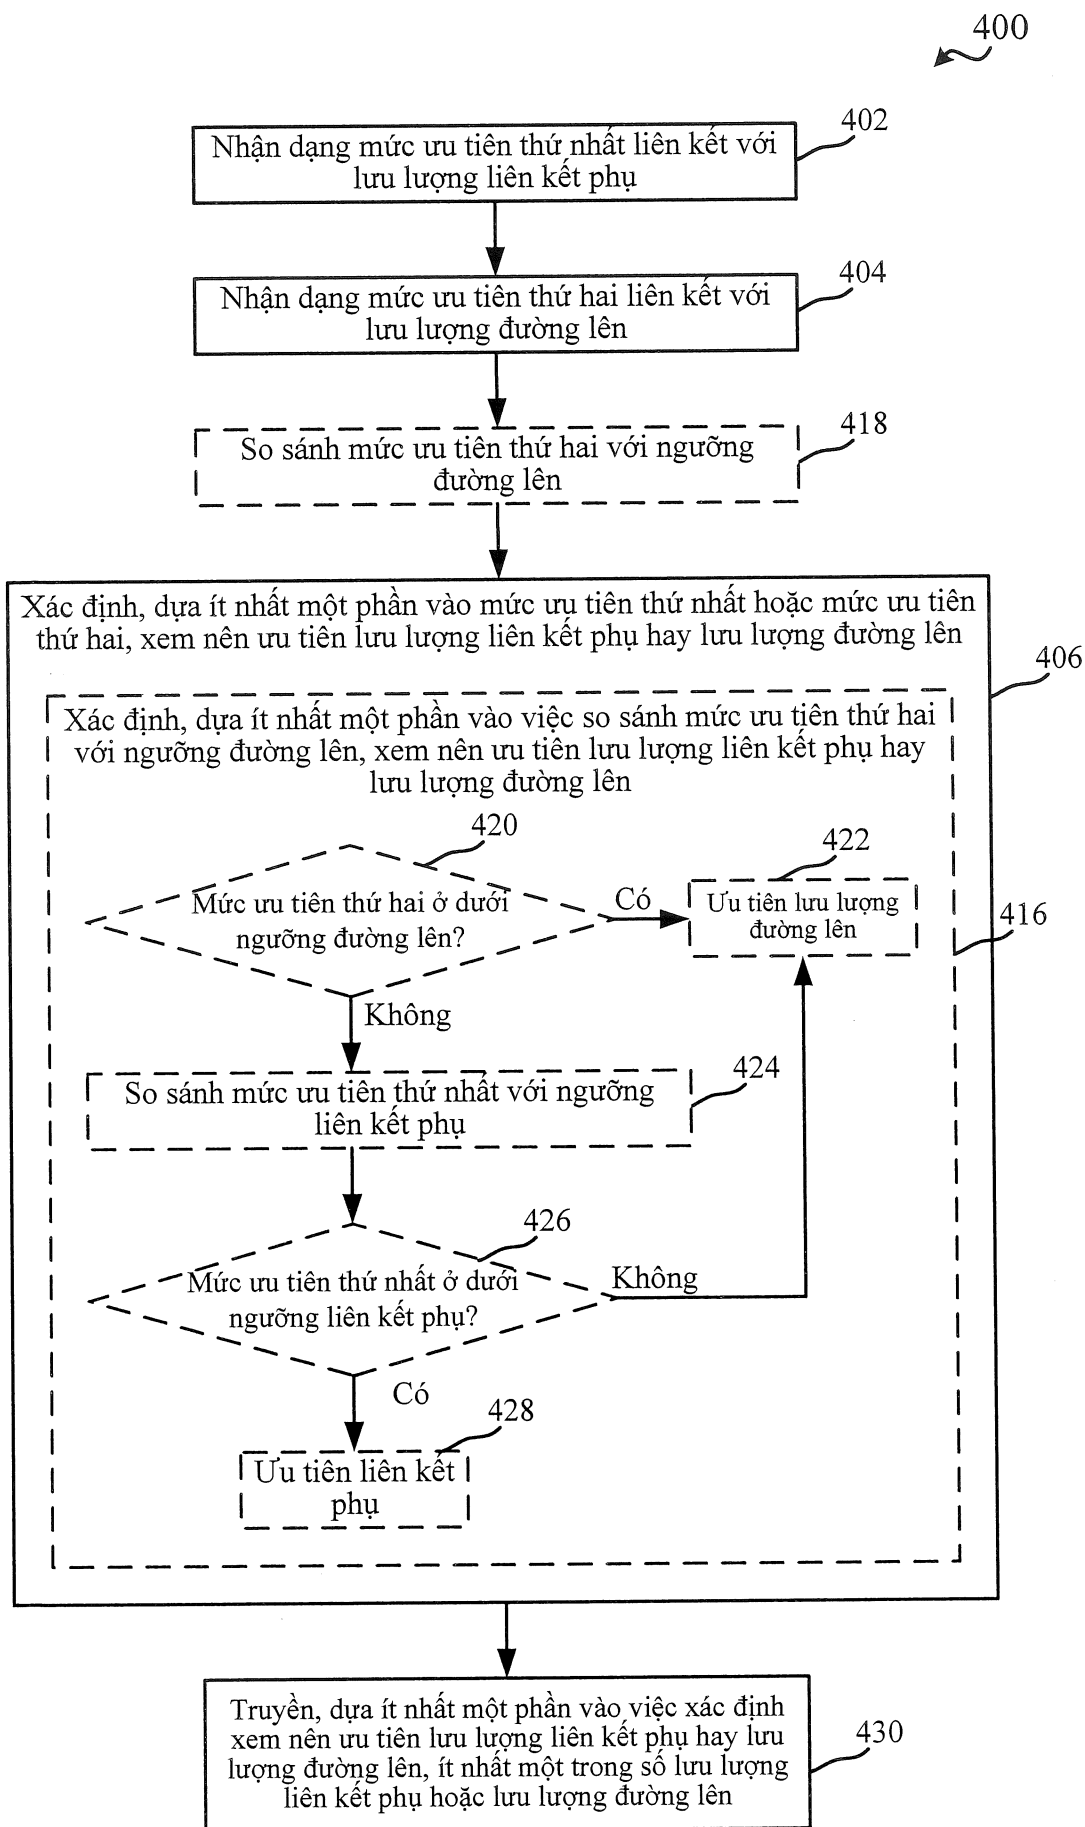 400
402
Nhận dạng mức ưu tiên thứ nhất liên kết với
lưu lượng liên kết phụ
404
Nhận dạng mức ưu tiên thứ hai liên kết với
lưu lượng đường lên
418
So sánh mức ưu tiên thứ hai với ngưỡng
đường lên
Xác định, dựa ít nhất một phần vào mức ưu tiên thứ nhất hoặc mức ưu tiên
thứ hai, xem nên ưu tiên lưu lượng liên kết phụ hay lưu lượng đường lên
406
Xác định, dựa ít nhất một phần vào việc so sánh mức ưu tiên thứ hai
với ngưỡng đường lên, xem nên ưu tiên lưu lượng liên kết phụ hay
lưu lượng đường lên
420
422
Mức ưu tiên thứ hai ở dưới
ngưỡng đường lên?
Có
Ưu tiên lưu lượng
đường lên
416
Không
424
So sánh mức ưu tiên thứ nhất với ngưỡng
liên kết phụ
426
Mức ưu tiên thứ nhất ở dưới
ngưỡng liên kết phụ?
Không
Có
428
Ưu tiên liên kết
phụ
Truyền, dựa ít nhất một phần vào việc xác định
xem nên ưu tiên lưu lượng liên kết phụ hay lưu
lượng đường lên, ít nhất một trong số lưu lượng
liên kết phụ hoặc lưu lượng đường lên
430